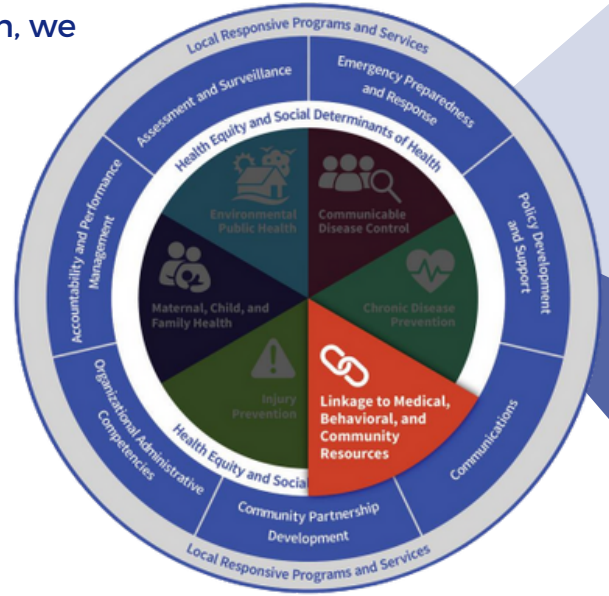 n, we
Local Responsive Programs and Services
Assessment and Surveillance
Emergency Preparedness
and Response
Health Equity and Social Determinants of Health
Accountability and Performance
Management
Policy Development
and Support
Environmental
Public Health
Communicable
Disease Control
Maternal, Child, and
Family Health
Chronic Disease
Prevention
Injury
Prevention
Linkage to Medical,
Behavioral, and
Community
Resources
Organizational Administrative
Competencies
Communications
Health Equity and Social
Community Partnership
Development
Local Responsive Programs and Services